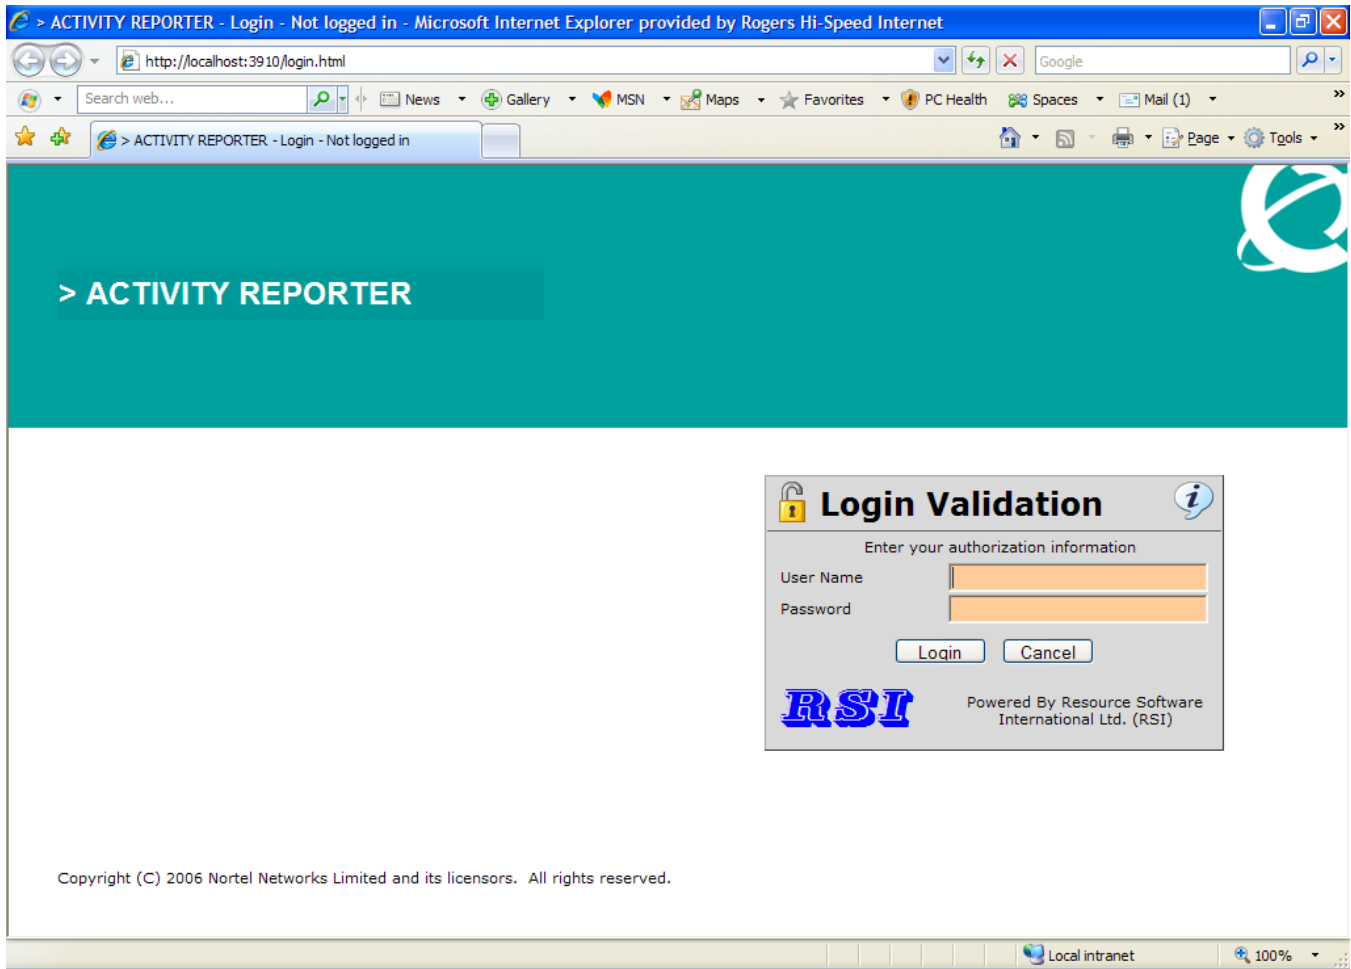 > ACTIVITY REPORTER - Login - Not logged in - Microsoft Internet Explorer provided by Rogers Hi-Speed Internet
http://localhost:3910/login.html Google
Search web... News Gallery MSN Maps Favorites PC Health Spaces Mail (1) »
> ACTIVITY REPORTER - Login - Not logged in Page Tools »
> ACTIVITY REPORTER
Login Validation i
Enter your authorization information
User Name
Password
Login Cancel
RSI
Powered By Resource Software
International Ltd. (RSI)
Copyright (C) 2006 Nortel Networks Limited and its licensors. All rights reserved.
Local intranet 100%